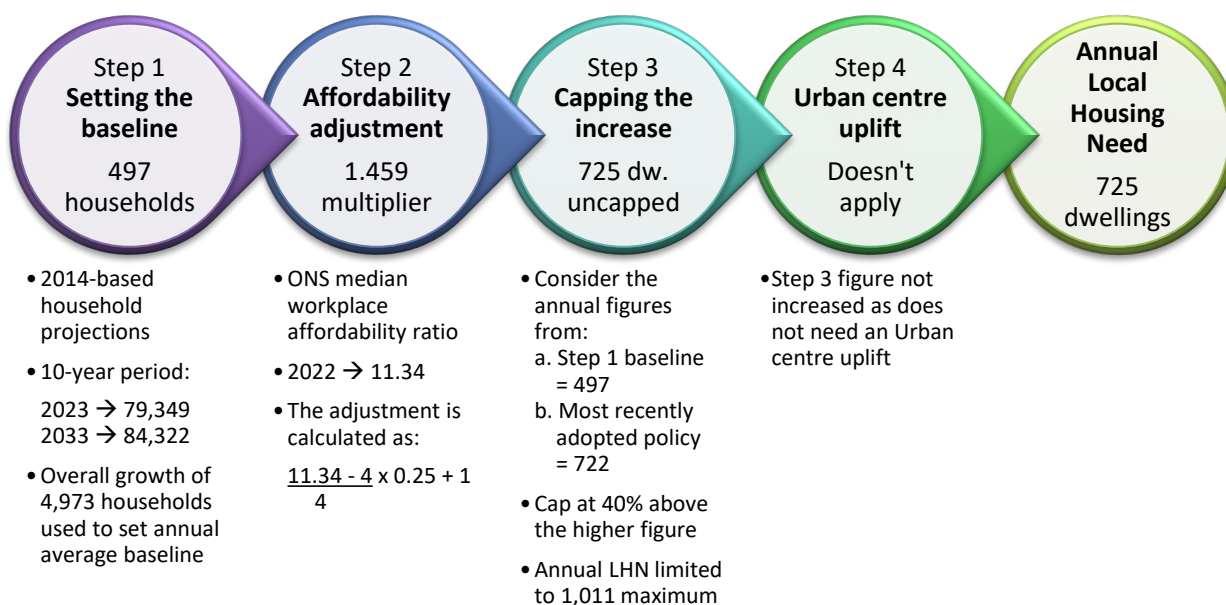 Step 1
Setting the
baseline
497
households
Step 2
Affordability
adjustment
1.459
multiplier
Step 3
Capping the
increase
725 dw.
uncapped
Step 4
Urban centre
uplift
Doesn't
apply
Annual
Local
Housing
Need
725
dwellings
• 2014-based
household
projections
• 10-year period:
2023 → 79,349
2033 → 84,322
• Overall growth of
4,973 households
used to set annual
average baseline
• ONS median
workplace
affordability ratio
• 2022 → 11.34
• The adjustment is
calculated as:
11.34 - 4 x 0.25 + 1
4
• Consider the
annual figures
from:
a. Step 1 baseline
= 497
b. Most recently
adopted policy
= 722
• Cap at 40% above
the higher figure
• Annual LHN limited
to 1,011 maximum
• Step 3 figure not
increased as does
not need an Urban
centre uplift